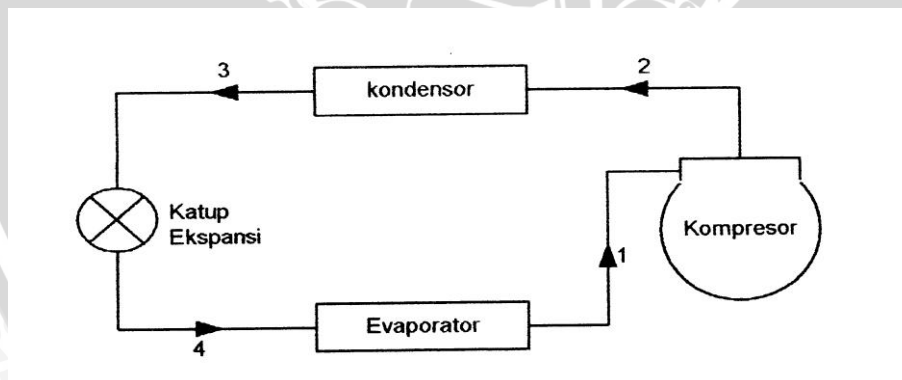 3
2
kondensor
Katup
Ekspansi
Kompresor
1
Evaporator
4